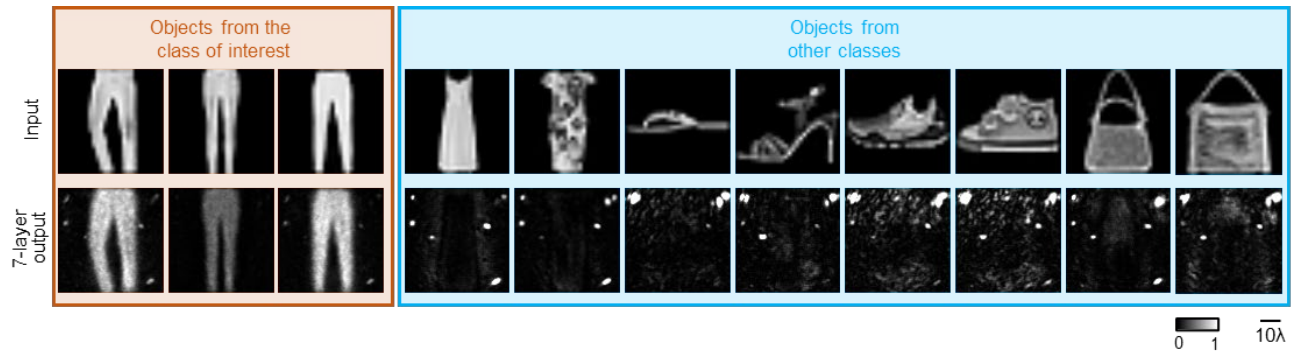 Objects from the
class of interest
Objects from
other classes
Input
7-layer
output
0 1
10λ